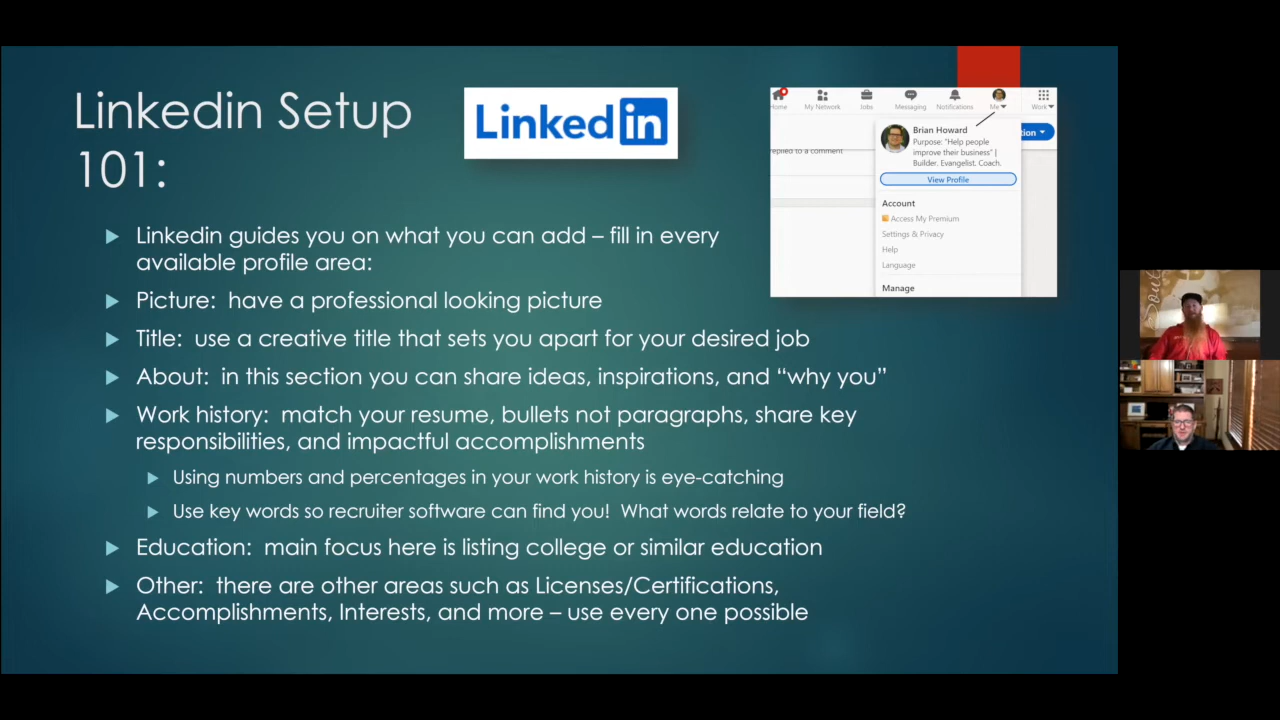 Linkedin Setup
101:
Linkedin
Home
My Network
Jobs
Messaging
Notifications
Me
Work
Brian Howard
Purpose: "Help people
improve their business" |
Builder. Evangelist. Coach.
View Profile
replied to a comment
Account
Access My Premium
Settings & Privacy
Help
Language
Manage
Linkedin guides you on what you can add – fill in every
available profile area:
Picture: have a professional looking picture
Title: use a creative title that sets you apart for your desired job
About: in this section you can share ideas, inspirations, and “why you”
Work history: match your resume, bullets not paragraphs, share key
responsibilities, and impactful accomplishments
Using numbers and percentages in your work history is eye-catching
Use key words so recruiter software can find you! What words relate to your field?
Education: main focus here is listing college or similar education
Other: there are other areas such as Licenses/Certifications,
Accomplishments, Interests, and more – use every one possible